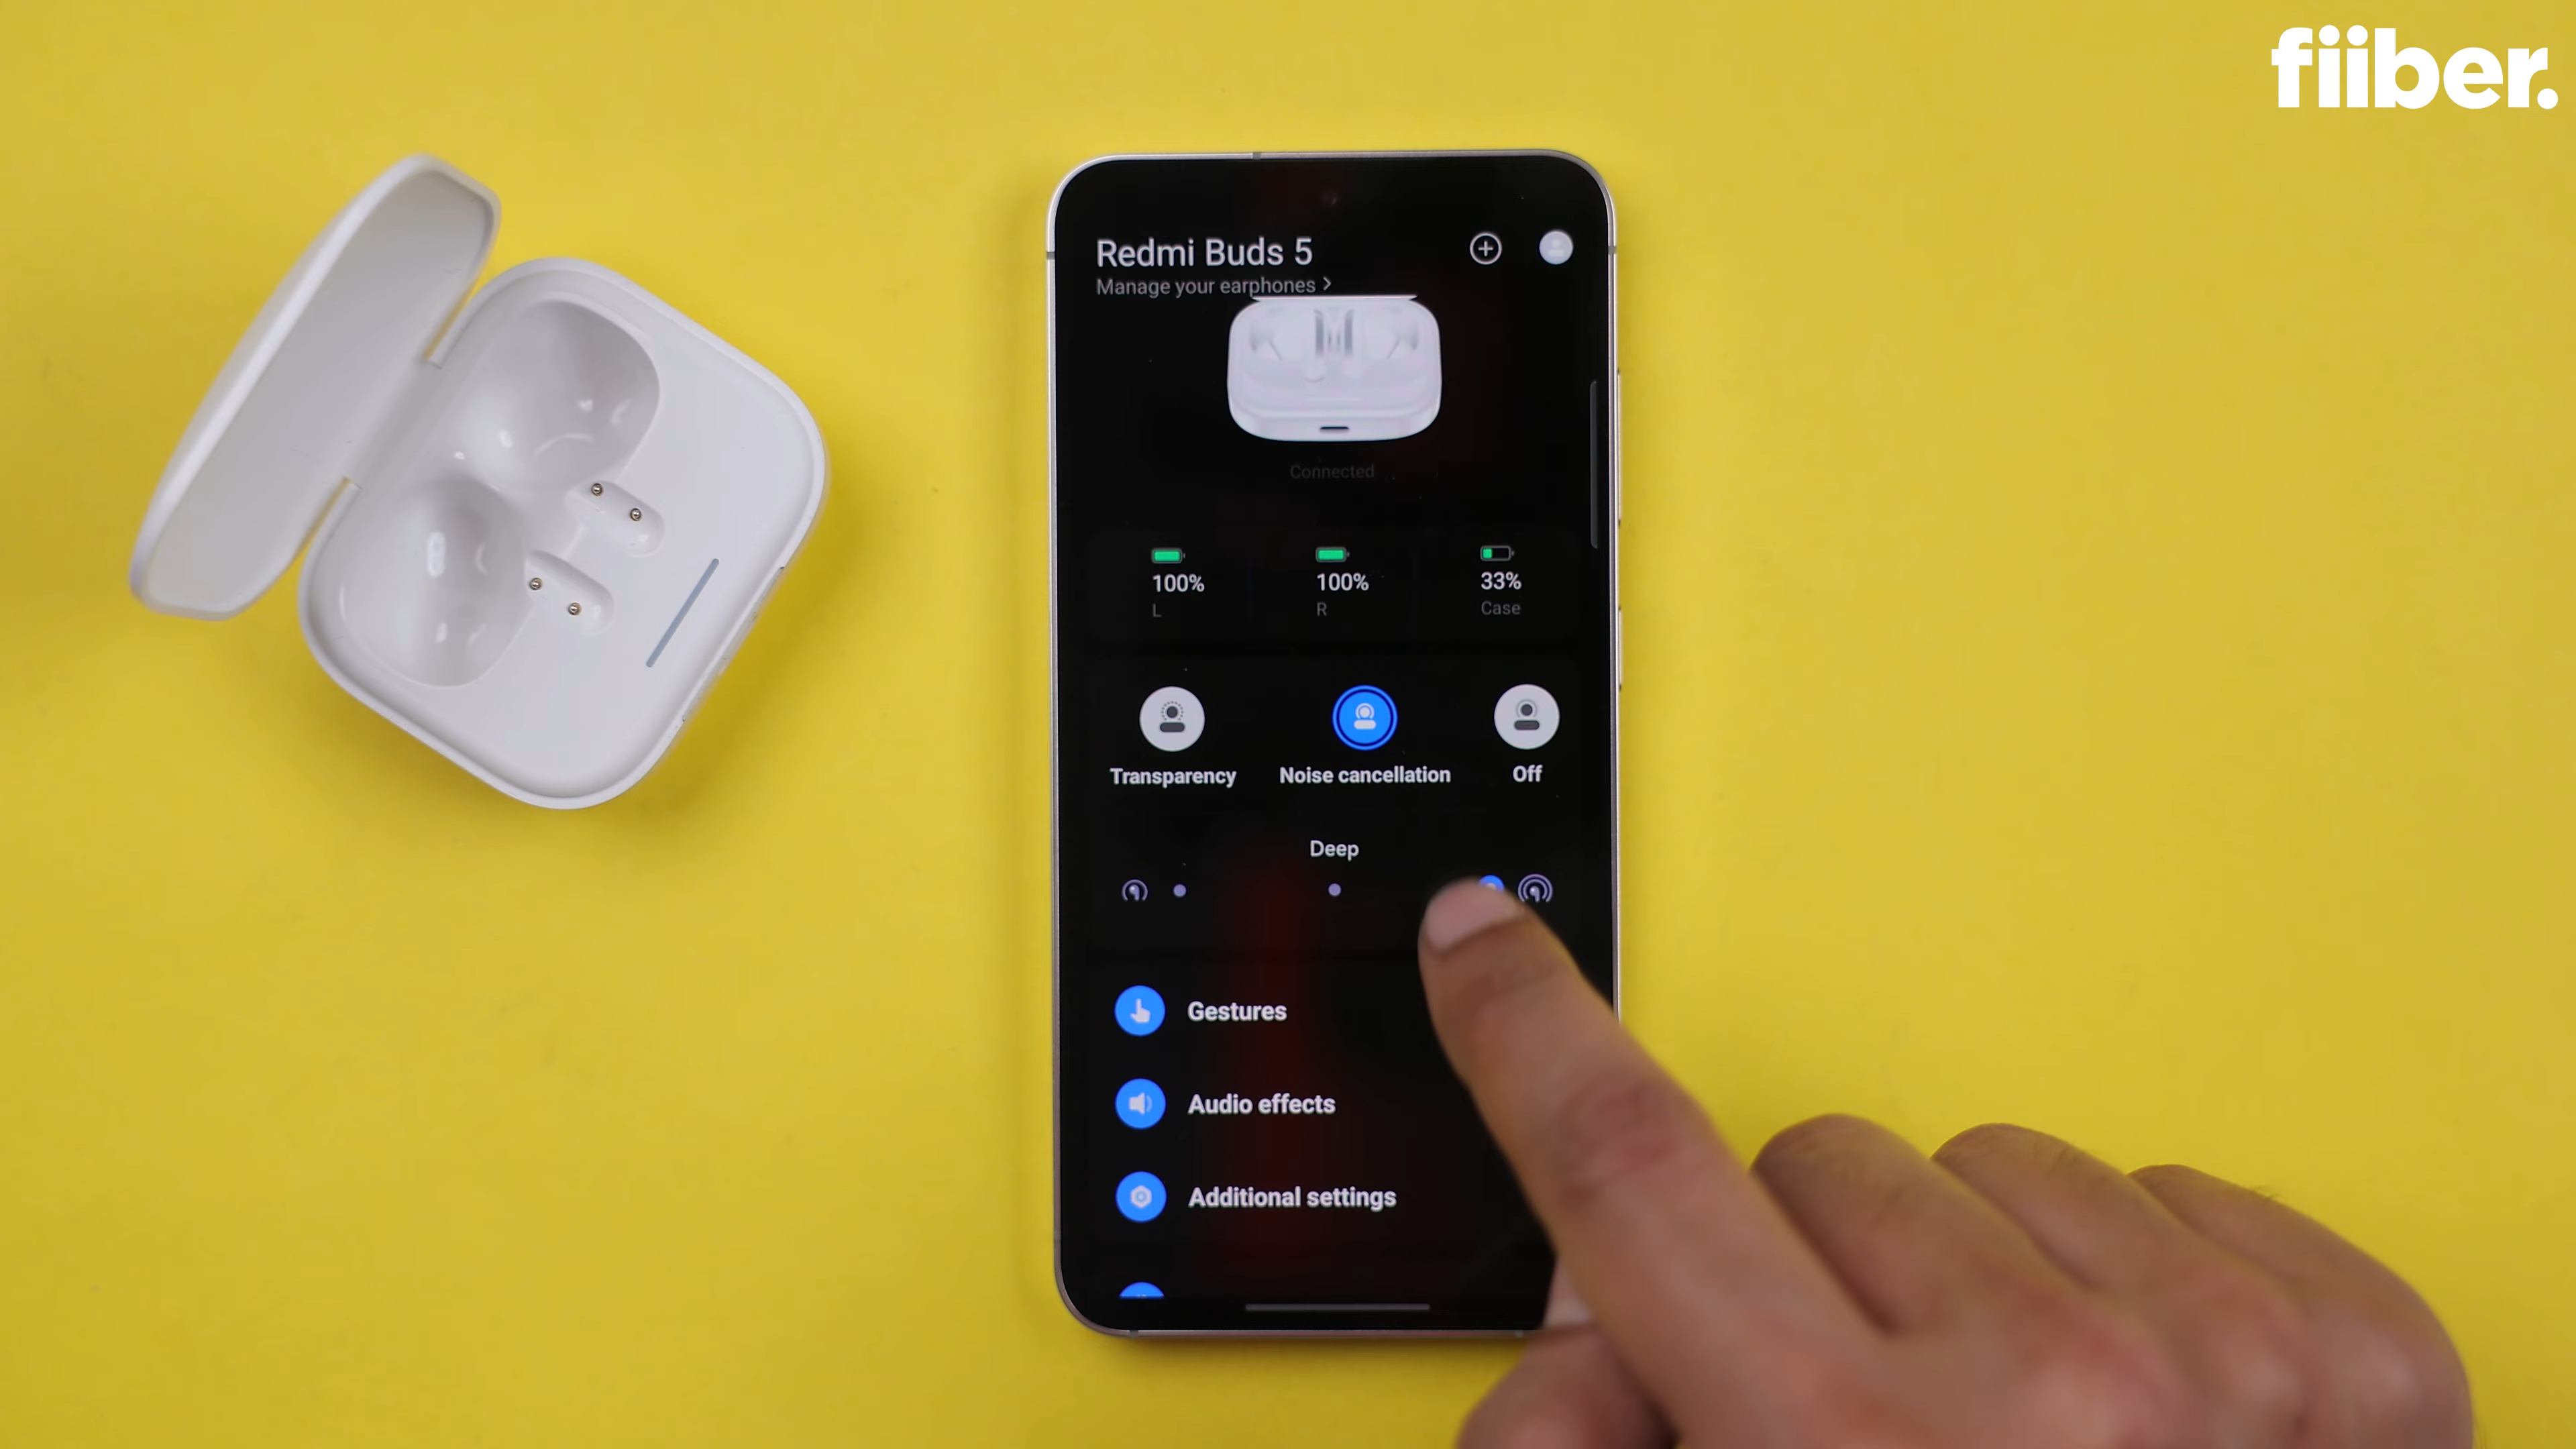 fiiber.
Redmi Buds 5
Manage your earphones >
Connected
100%
100%
33%
L
R
Case
Transparency
Noise cancellation
Off
Deep
Gestures
Audio effects
Additional settings